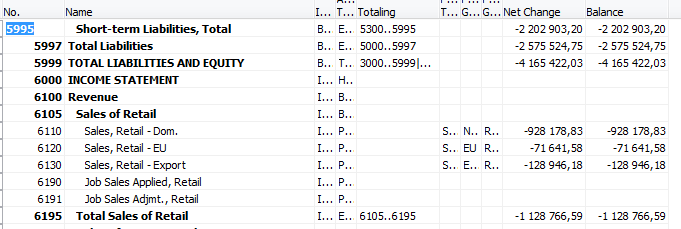 No. Name I... T... Totaling T... G... G... Net Change Balance
5995 Short-term Liabilities, Total B... E... 5300..5995 -2 202 903,20 -2 202 903,20
5997 Total Liabilities B... E... 5000..5997 -2 575 524,75 -2 575 524,75
5999 TOTAL LIABILITIES AND EQUITY B... T... 3000..5999|... -4 165 422,03 -4 165 422,03
6000 INCOME STATEMENT I... H...
6100 Revenue I... B...
6105 Sales of Retail I... B...
6110 Sales, Retail - Dom. I... P... S... N... R... -928 178,83 -928 178,83
6120 Sales, Retail - EU I... P... S... EU R... -71 641,58 -71 641,58
6130 Sales, Retail - Export I... P... S... E... R... -128 946,18 -128 946,18
6190 Job Sales Applied, Retail I... P...
6191 Job Sales Adjmt., Retail I... P...
6195 Total Sales of Retail I... E... 6105..6195 -1 128 766,59 -1 128 766,59